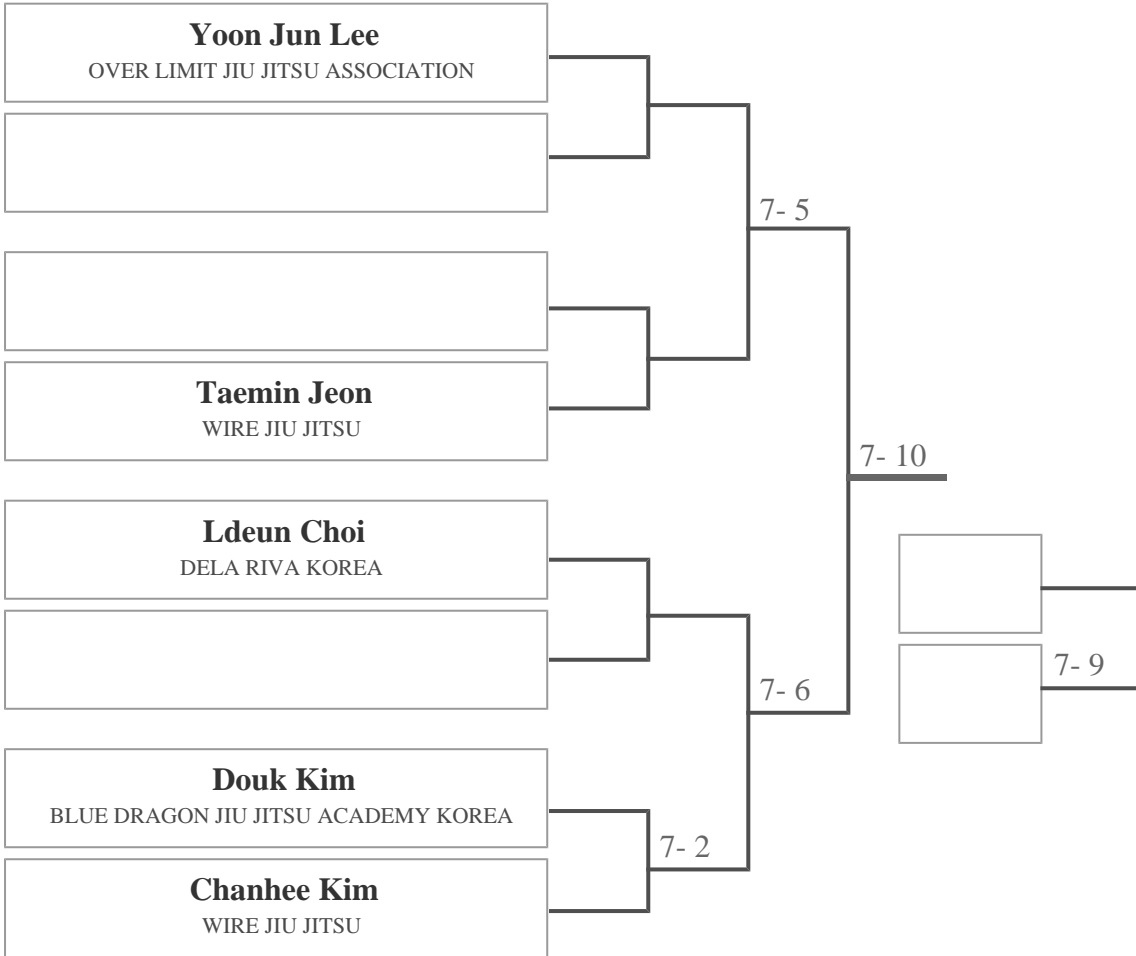 Yoon Jun Lee
OVER LIMIT JIU JITSU ASSOCIATION
7- 5
Taemin Jeon
WIRE JIU JITSU
7- 10
Ldeun Choi
DELA RIVA KOREA
7- 9
7- 6
Douk Kim
BLUE DRAGON JIU JITSU ACADEMY KOREA
7- 2
Chanhee Kim
WIRE JIU JITSU